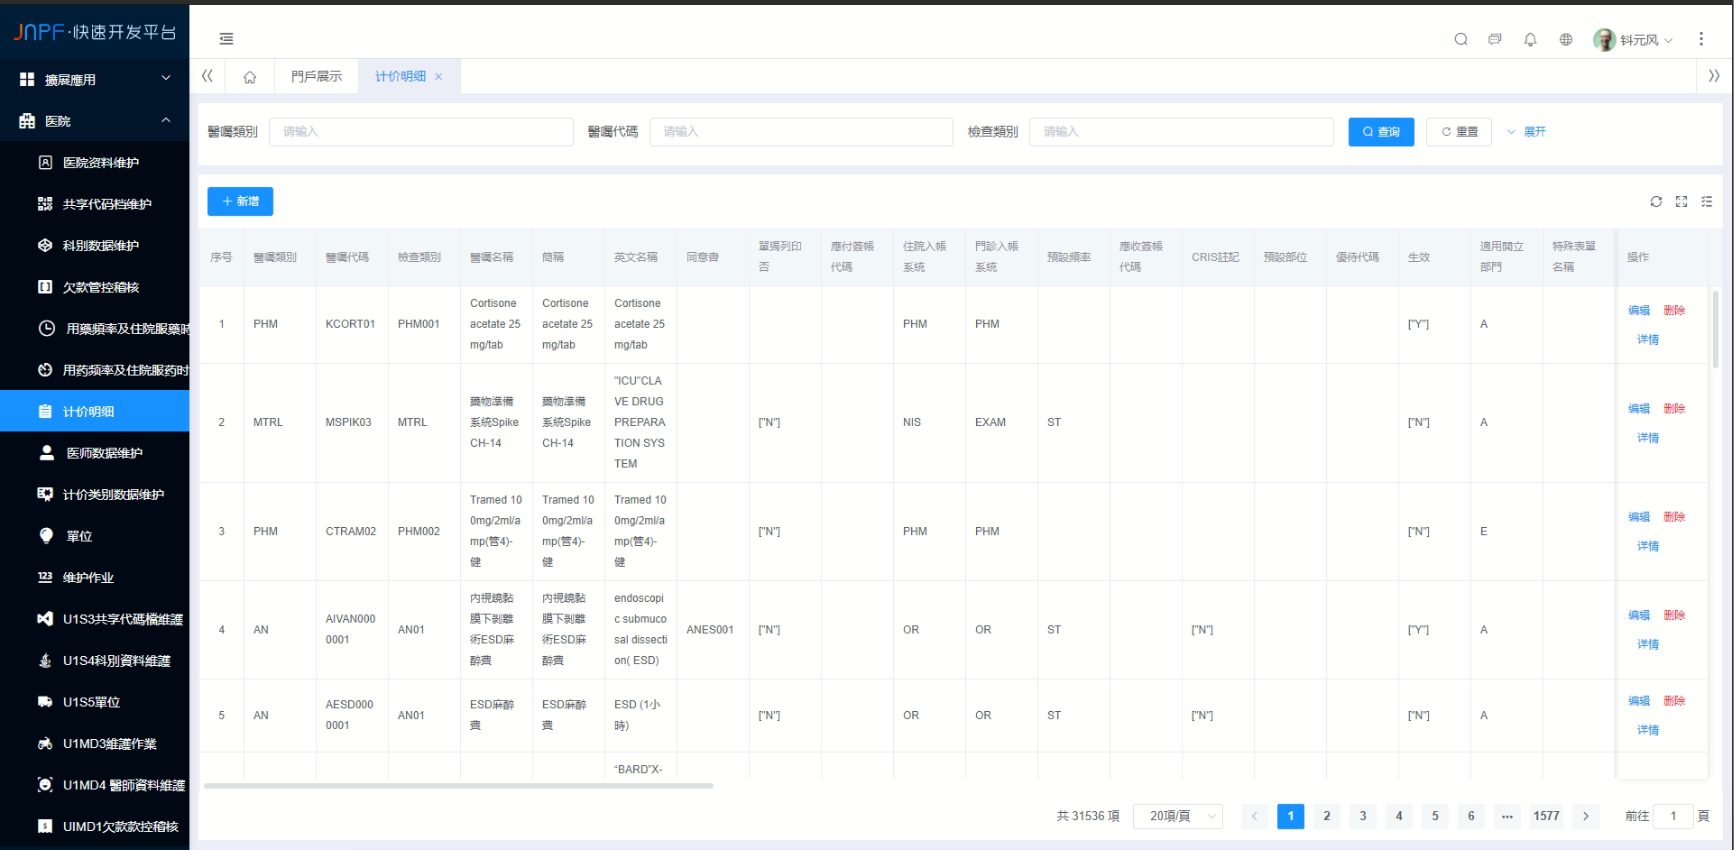 JNPF·快速开发平台
钭元风
擴展應用
医院
医院资料维护
共享代码档维护
科别数据维护
欠款管控稽核
用藥頻率及住院服藥時
用药频率及住院服药时
计价明细
医师数据维护
计价类别数据维护
單位
维护作业
U1S3共享代碼檔維護
U1S4科別資料維護
U1S5單位
U1MD3維護作業
U1MD4 醫師資料維護
UIMD1欠款款控稽核
門戶展示
计价明细
醫囑類別 请输入 醫囑代碼 请输入 檢查類別 请输入 查询 重置 展开
新增
序号 醫囑類別 醫囑代碼 檢查類別 醫囑名稱 簡稱 英文名稱 同意書 單獨列印否 應付簽帳代碼 住院入帳系統 門診入帳系統 預設頻率 應收簽帳代碼 CRIS註記 預設部位 優待代碼 生效 適用開立部門 特殊表單名稱 操作
1 PHM KCORT01 PHM001 Cortisone acetate 25 mg/tab Cortisone acetate 25 mg/tab Cortisone acetate 25 mg/tab PHM PHM ["Y"] A 编辑 删除 详情
2 MTRL MSPIK03 MTRL 藥物準備系統Spike CH-14 藥物準備系統Spike CH-14 "ICU"CLAVE DRUG PREPARATION SYSTEM ["N"] NIS EXAM ST ["N"] A 编辑 删除 详情
3 PHM CTRAM02 PHM002 Tramed 100mg/2ml/amp(管4)-健 Tramed 100mg/2ml/amp(管4)-健 Tramed 100mg/2ml/amp(管4)-健 ["N"] PHM PHM ["N"] E 编辑 删除 详情
4 AN AIVAN0000001 AN01 内視鏡黏膜下剝離術ESD麻醉費 内視鏡黏膜下剝離術ESD麻醉費 endoscopic submucosal dissection( ESD) ANES001 ["N"] OR OR ST ["N"] ["Y"] A 编辑 删除 详情
5 AN AESD0000001 AN01 ESD麻醉費 ESD麻醉費 ESD (1小時) ["N"] OR OR ST ["N"] ["N"] A 编辑 删除 详情
"BARD"X-
共 31536 項 20項/頁 1 2 3 4 5 6 ••• 1577 前往 1 頁